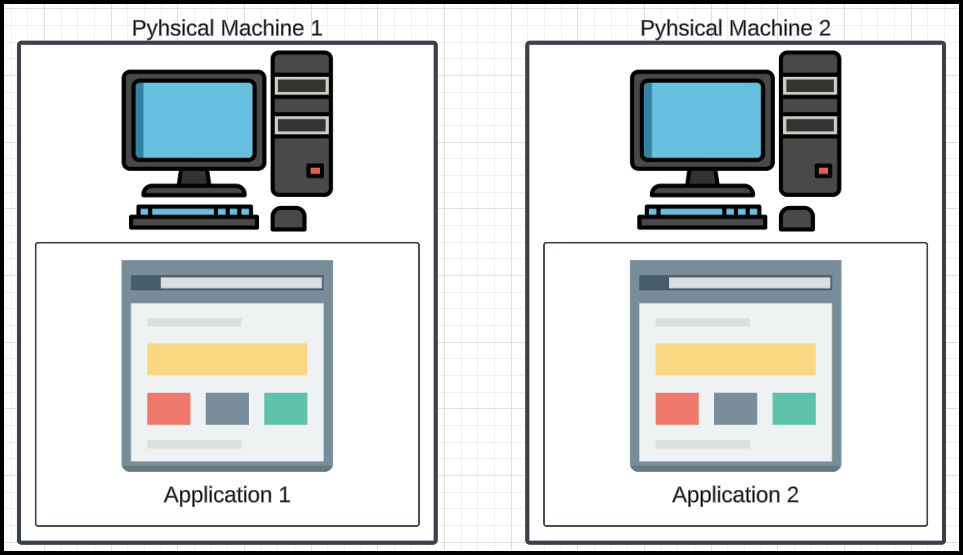 Pyhsical Machine 1
Pyhsical Machine 2
Application 1
Application 2